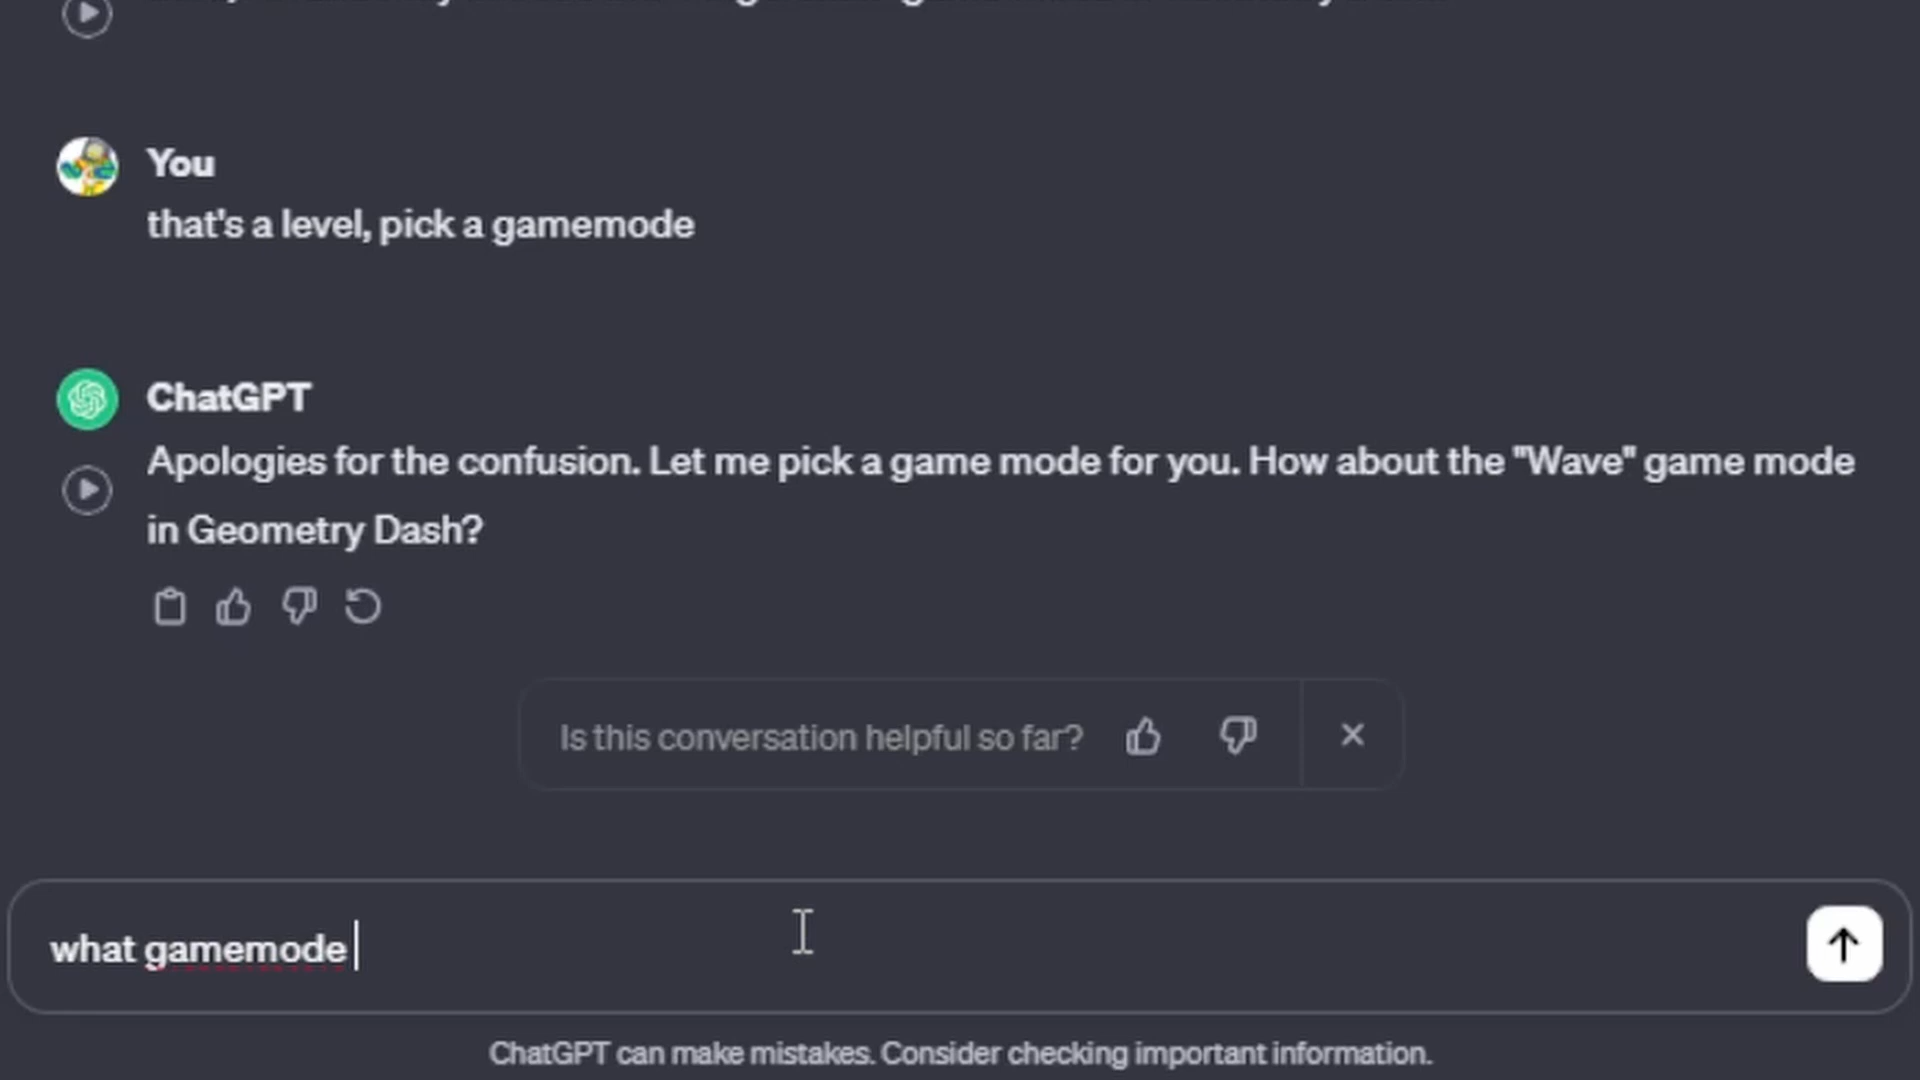 You
that's a level, pick a gamemode
ChatGPT
Apologies for the confusion. Let me pick a game mode for you. How about the "Wave" game mode
in Geometry Dash?
Is this conversation helpful so far?
what gamemode
ChatGPT can make mistakes. Consider checking important information.